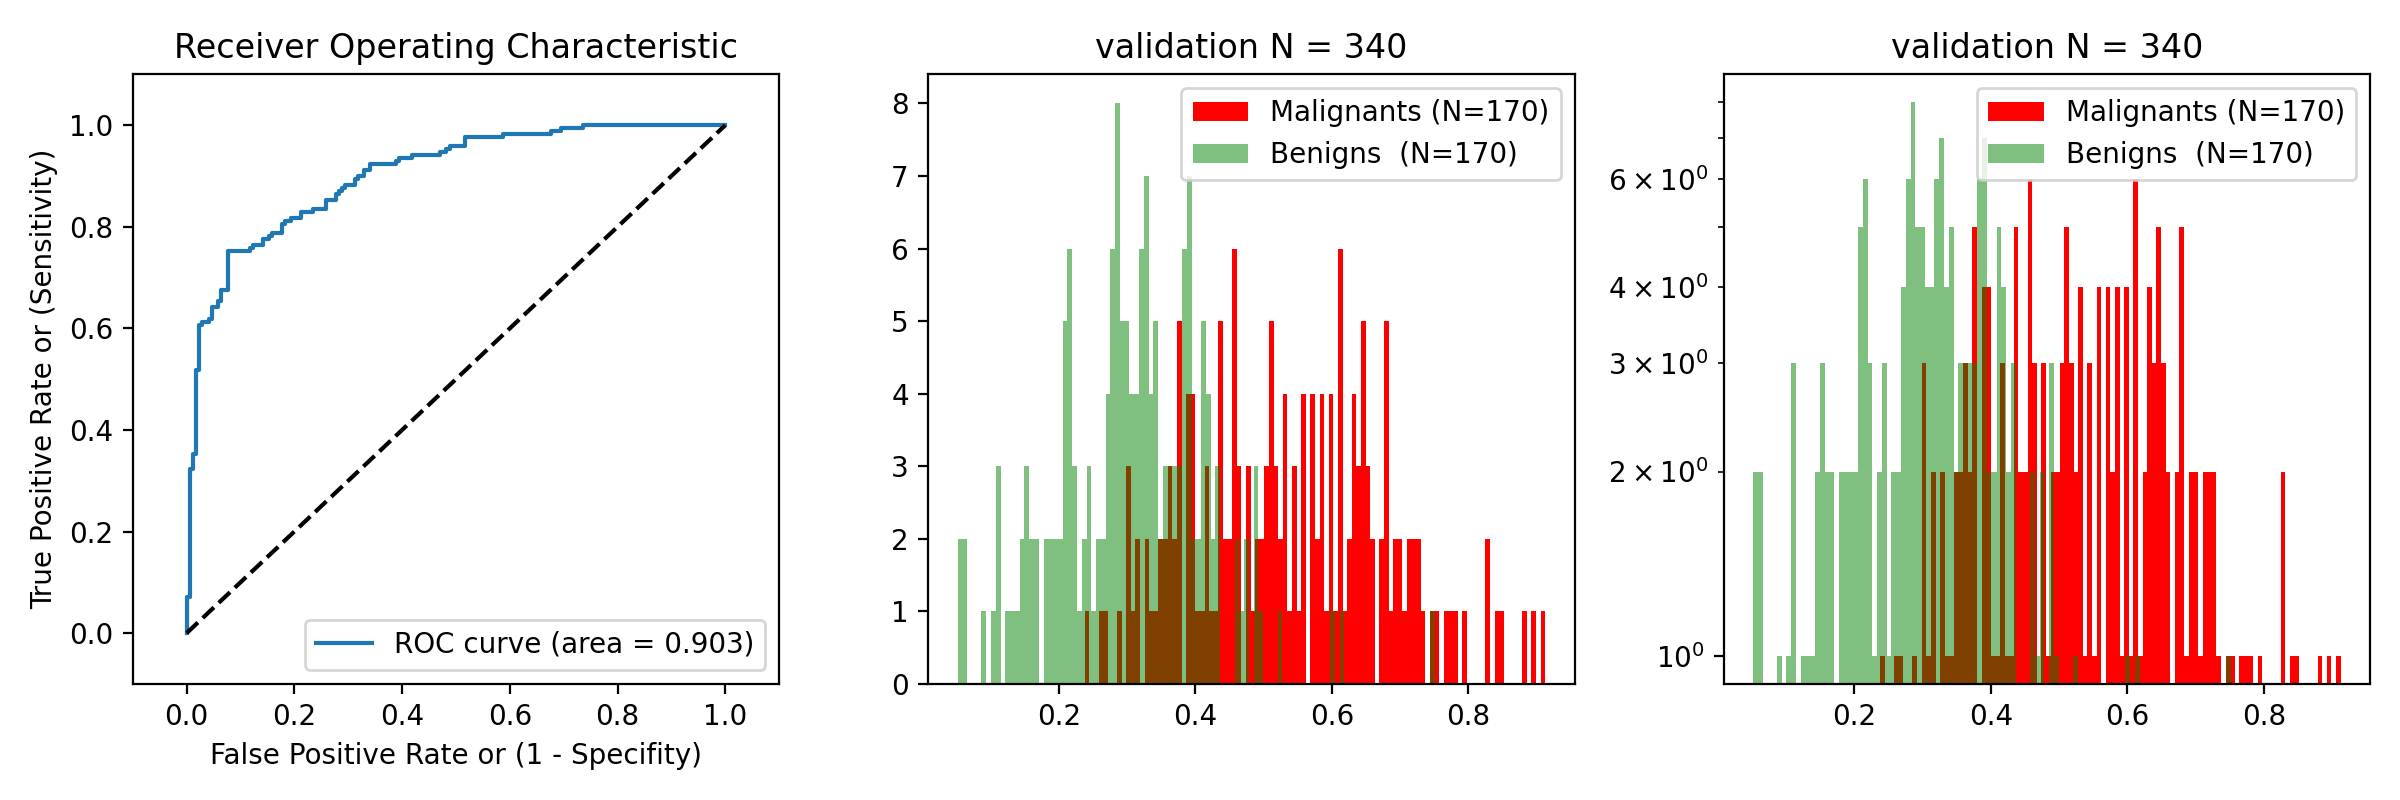 Receiver Operating Characteristic
True Positive Rate or (Sensitivity)
1.0
0.8
0.6
0.4
0.2
0.0
ROC curve (area = 0.903)
0.0 0.2 0.4 0.6 0.8 1.0
False Positive Rate or (1 - Specifity)
validation N = 340
Malignants (N=170)
Benigns (N=170)
8
7
6
5
4
3
2
1
0
0.2 0.4 0.6 0.8
validation N = 340
Malignants (N=170)
Benigns (N=170)
6 × 10⁰
4 × 10⁰
3 × 10⁰
2 × 10⁰
10⁰
0.2 0.4 0.6 0.8